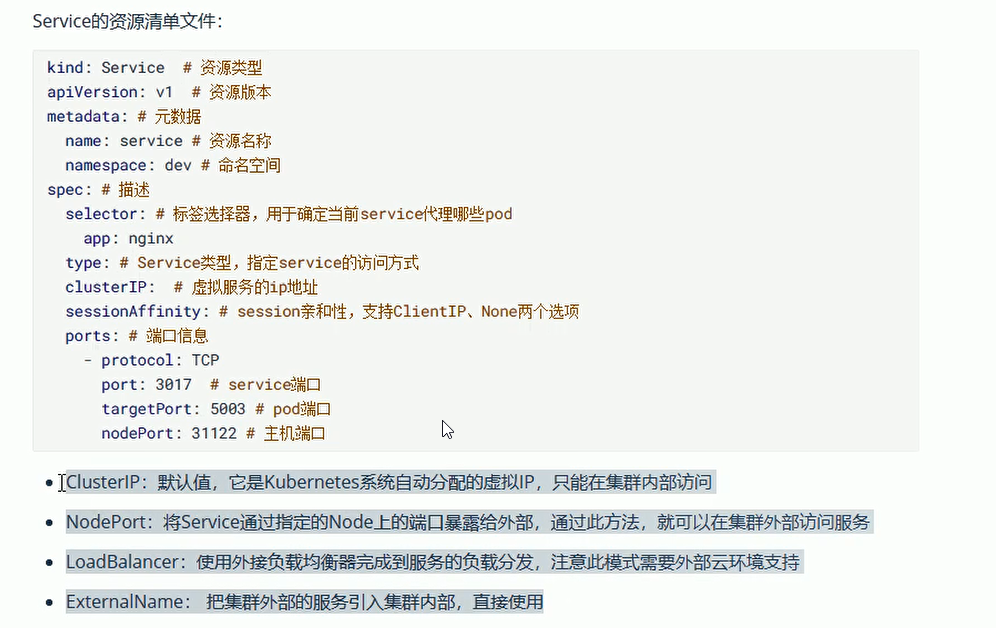 Service的资源清单文件：
kind: Service  # 资源类型
apiVersion: v1  # 资源版本
metadata: # 元数据
  name: service # 资源名称
  namespace: dev # 命名空间
spec: # 描述
  selector: # 标签选择器，用于确定当前service代理哪些pod
    app: nginx
  type: # Service类型，指定service的访问方式
  clusterIP:  # 虚拟服务的ip地址
  sessionAffinity: # session亲和性，支持ClientIP、None两个选项
  ports: # 端口信息
    - protocol: TCP
      port: 3017  # service端口
      targetPort: 5003 # pod端口
      nodePort: 31122 # 主机端口
• ClusterIP：默认值，它是Kubernetes系统自动分配的虚拟IP，只能在集群内部访问
• NodePort：将Service通过指定的Node上的端口暴露给外部，通过此方法，就可以在集群外部访问服务
• LoadBalancer：使用外接负载均衡器完成到服务的负载分发，注意此模式需要外部云环境支持
• ExternalName： 把集群外部的服务引入集群内部，直接使用